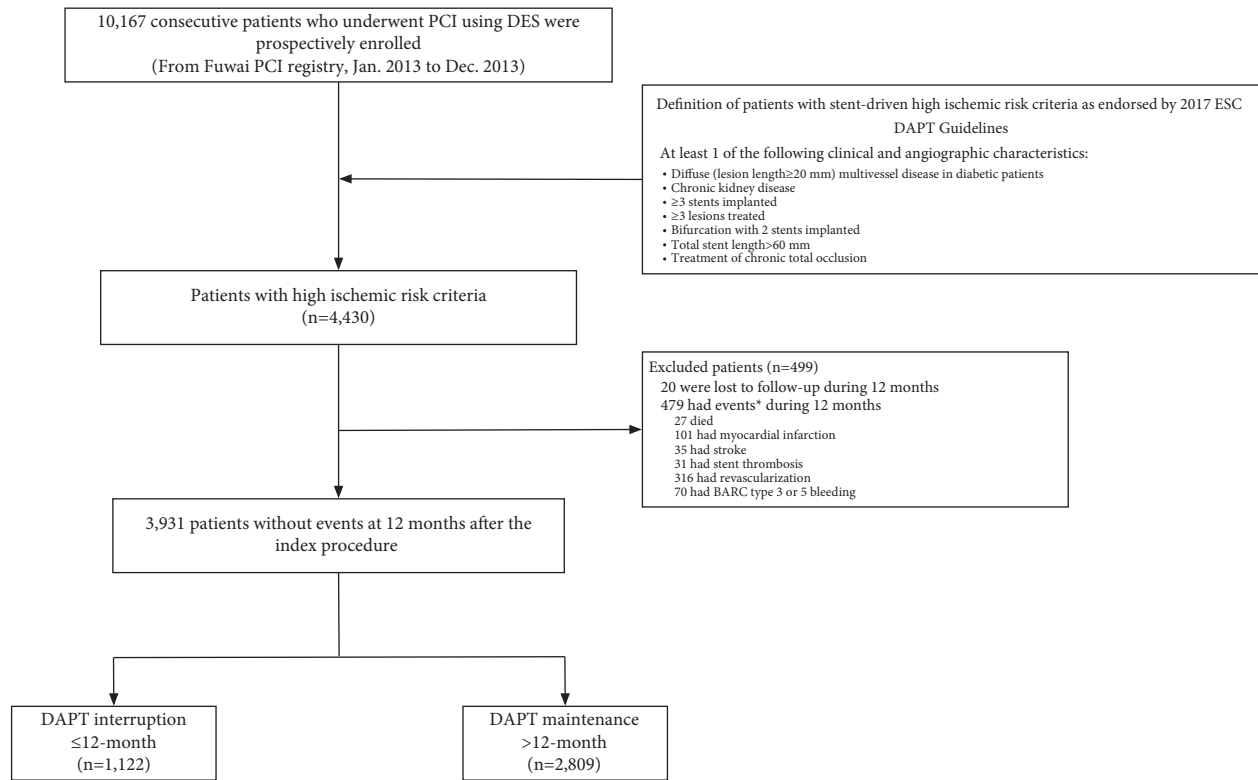 10,167 consecutive patients who underwent PCI using DES were
prospectively enrolled
(From Fuwai PCI registry, Jan. 2013 to Dec. 2013)
Definition of patients with stent-driven high ischemic risk criteria as endorsed by 2017 ESC
DAPT Guidelines
At least 1 of the following clinical and angiographic characteristics:
• Diffuse (lesion length≥20 mm) multivessel disease in diabetic patients
• Chronic kidney disease
• ≥3 stents implanted
• ≥3 lesions treated
• Bifurcation with 2 stents implanted
• Total stent length>60 mm
• Treatment of chronic total occlusion
Patients with high ischemic risk criteria
(n=4,430)
Excluded patients (n=499)
20 were lost to follow-up during 12 months
479 had events* during 12 months
27 died
101 had myocardial infarction
35 had stroke
31 had stent thrombosis
316 had revascularization
70 had BARC type 3 or 5 bleeding
3,931 patients without events at 12 months after the
index procedure
DAPT interruption
≤12-month
(n=1,122)
DAPT maintenance
>12-month
(n=2,809)